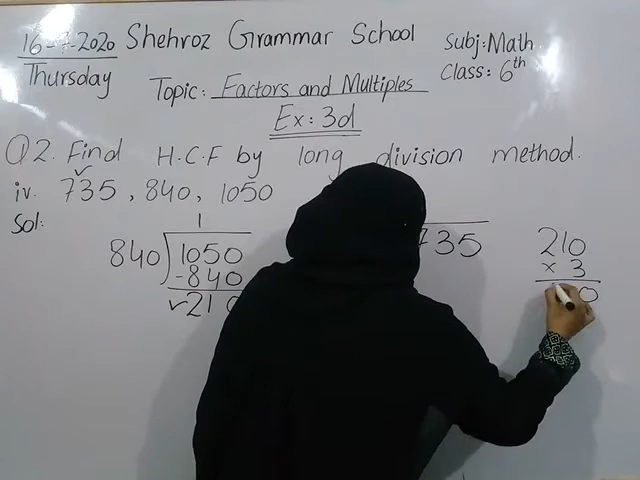 16-7-2020 Shehroz Grammar School Subj: Math
Thursday Class: 6th
Topic: Factors and Multiples
Ex: 3d
Q2. Find H.C.F by long division method.
iv. 735, 840, 1050
Sol:
1
840 1050
-840
210
735
210
× 3
0